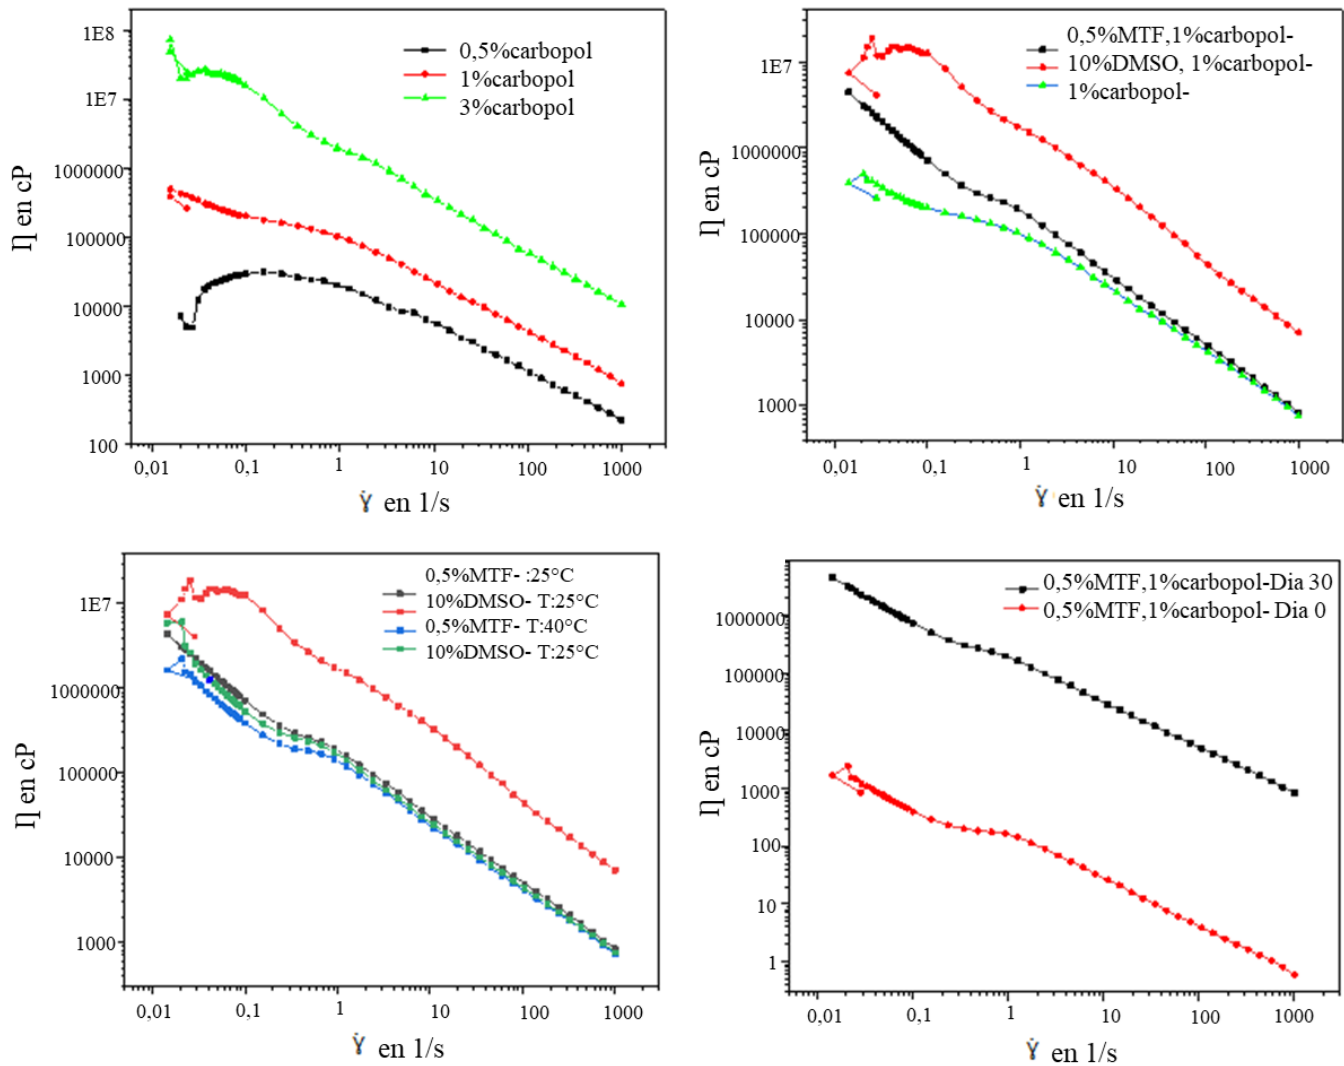 1E8
1E7
1000000
100000
10000
1000
100
0,01
0,1
1
10
100
1000
Ƞ en cP
γ̇ en 1/s
0,5%carbopol
1%carbopol
3%carbopol
1E7
1000000
100000
10000
1000
0,01
0,1
1
10
100
1000
Ƞ en cP
γ̇ en 1/s
0,5%MTF,1%carbopol-
10%DMSO, 1%carbopol-
1%carbopol-
1E7
1000000
100000
10000
1000
0,01
0,1
1
10
100
1000
Ƞ en cP
γ̇ en 1/s
0,5%MTF- :25°C
10%DMSO- T:25°C
0,5%MTF- T:40°C
10%DMSO- T:25°C
1000000
100000
10000
1000
100
10
1
0,01
0,1
1
10
100
1000
Ƞ en cP
γ̇ en 1/s
0,5%MTF,1%carbopol-Dia 30
0,5%MTF,1%carbopol- Dia 0